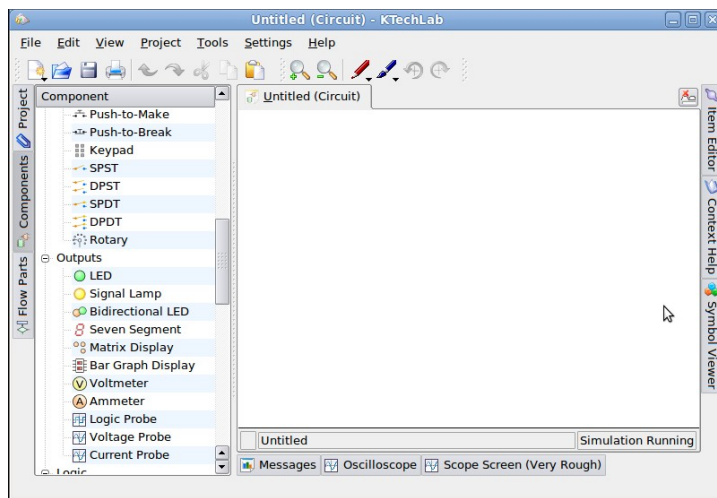 Untitled (Circuit) - KTechLab
File Edit View Project Tools Settings Help
Project
Components
Flow Parts
Component
Push-to-Make
Push-to-Break
Keypad
SPST
DPST
SPDT
DPDT
Rotary
Outputs
LED
Signal Lamp
Bidirectional LED
Seven Segment
Matrix Display
Bar Graph Display
V Voltmeter
A Ammeter
Logic Probe
Voltage Probe
Current Probe
Logic
Untitled (Circuit)
Untitled
Simulation Running
Messages Oscilloscope Scope Screen (Very Rough)
Item Editor
Context Help
Symbol Viewer